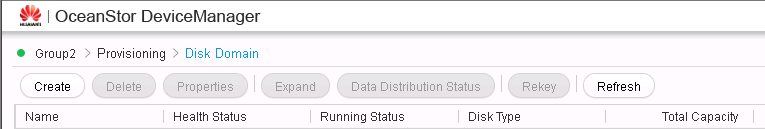 HUAWEI OceanStor DeviceManager
Group2 Provisioning Disk Domain
Create Delete Properties Expand Data Distribution Status Rekey Refresh
Name Health Status Running Status Disk Type Total Capacity